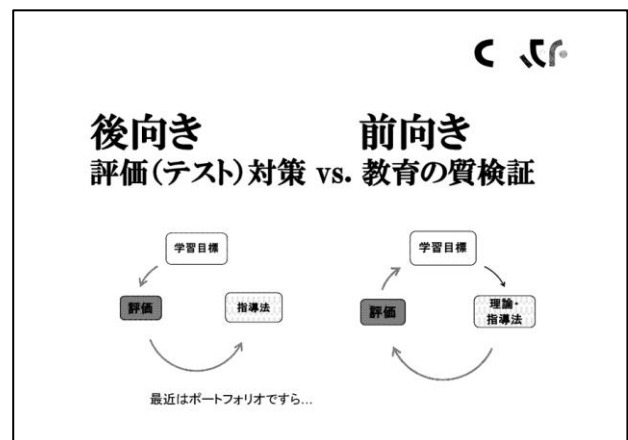 後向き 前向き
評価(テスト)対策 vs. 教育の質検証
学習目標
評価
指導法
最近はポートフォリオですら...
学習目標
評価
理論・
指導法